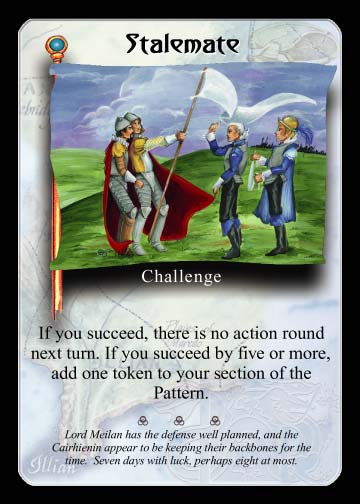 Stalemate
Challenge
If you succeed, there is no action round
next turn. If you succeed by five or more,
add one token to your section of the
Pattern.
Lord Meilan has the defense well planned, and the
Cairhienin appear to be keeping their backbones for the
time.  Seven days with luck, perhaps eight at most.
Illian